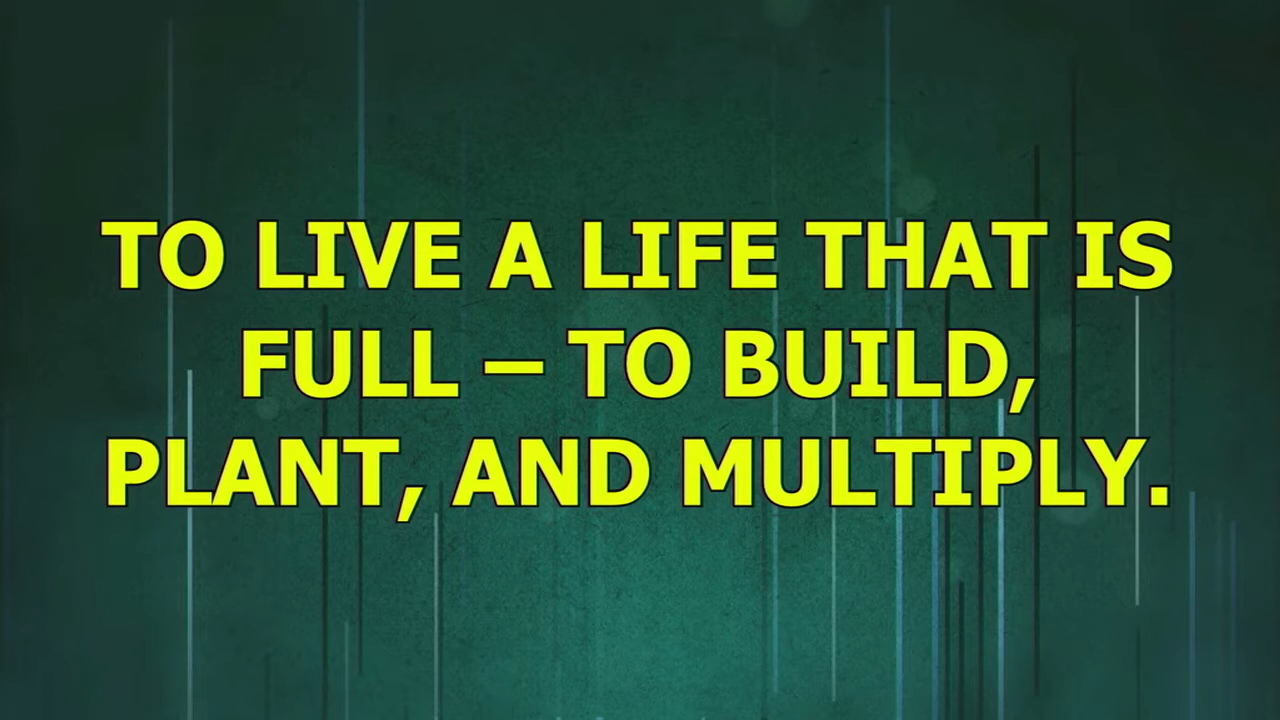 TO LIVE A LIFE THAT IS
FULL – TO BUILD,
PLANT, AND MULTIPLY.